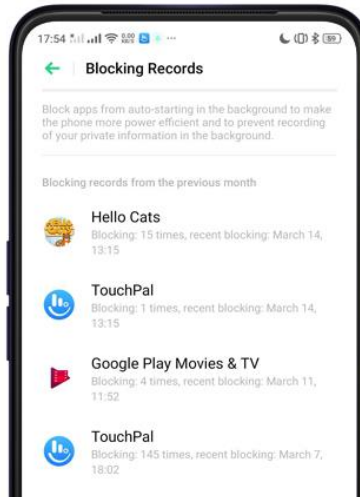 17:54
59
Blocking Records
Block apps from auto-starting in the background to make
the phone more power efficient and to prevent recording
of your private information in the background.
Blocking records from the previous month
Hello Cats
Blocking: 15 times, recent blocking: March 14,
13:15
TouchPal
Blocking: 1 times, recent blocking: March 14,
13:15
Google Play Movies & TV
Blocking: 4 times, recent blocking: March 11,
11:52
TouchPal
Blocking: 145 times, recent blocking: March 7,
18:02